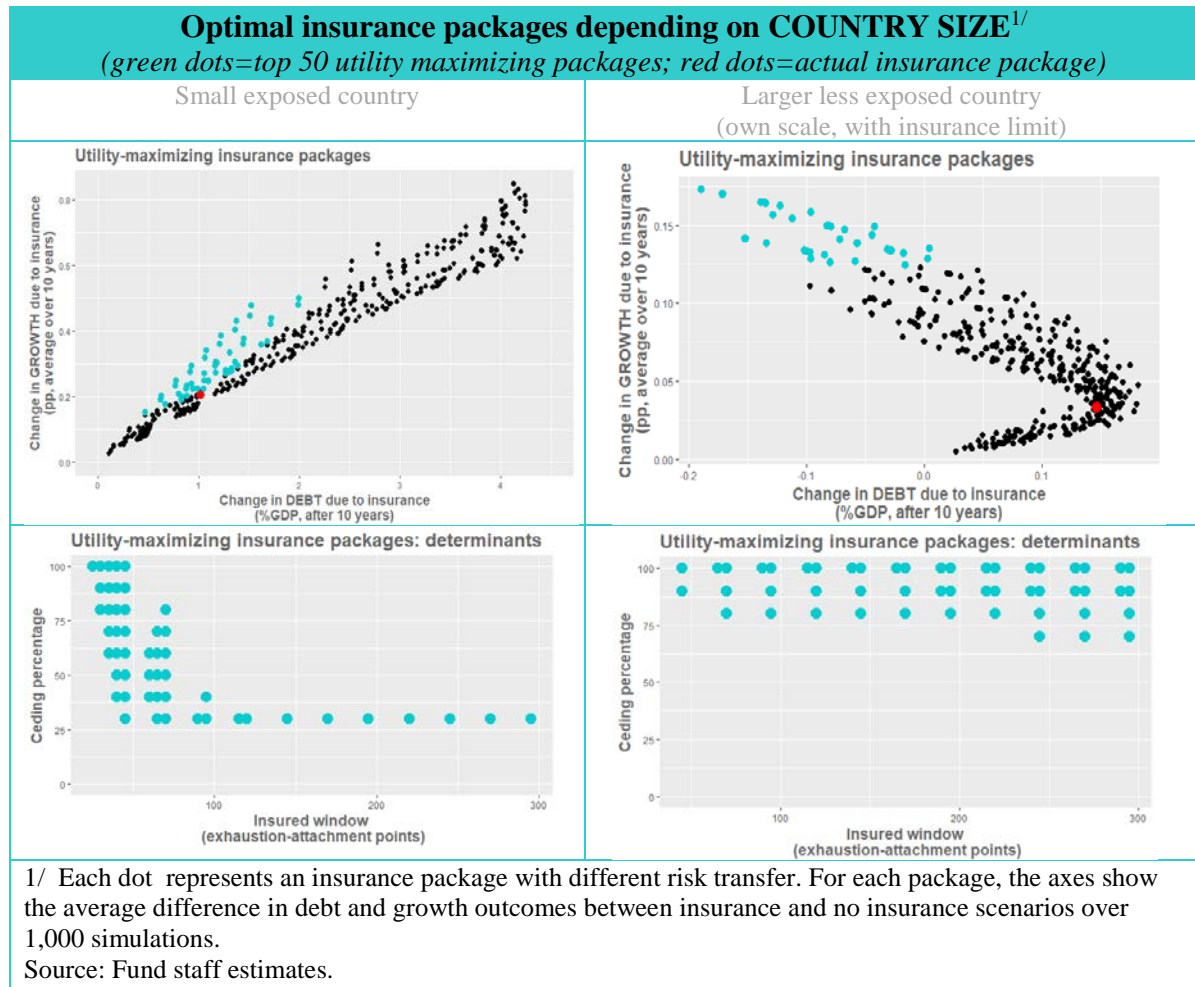 Optimal insurance packages depending on COUNTRY SIZE1/
(green dots=top 50 utility maximizing packages; red dots=actual insurance package)
Small exposed country
Larger less exposed country
(own scale, with insurance limit)
Utility-maximizing insurance packages
Change in GROWTH due to insurance
(pp, average over 10 years)
0.8
0.6
0.4
0.2
0.0
0 1 2 3 4
Change in DEBT due to insurance
(%GDP, after 10 years)
Utility-maximizing insurance packages
Change in GROWTH due to insurance
(pp, average over 10 years)
0.15
0.10
0.05
0.00
-0.2 -0.1 0.0 0.1
Change in DEBT due to insurance
(%GDP, after 10 years)
Utility-maximizing insurance packages: determinants
Ceding percentage
100
75
50
25
0
100 200 300
Insured window
(exhaustion-attachment points)
Utility-maximizing insurance packages: determinants
Ceding percentage
100
75
50
25
0
100 200 300
Insured window
(exhaustion-attachment points)
1/ Each dot represents an insurance package with different risk transfer. For each package, the axes show
the average difference in debt and growth outcomes between insurance and no insurance scenarios over
1,000 simulations.
Source: Fund staff estimates.